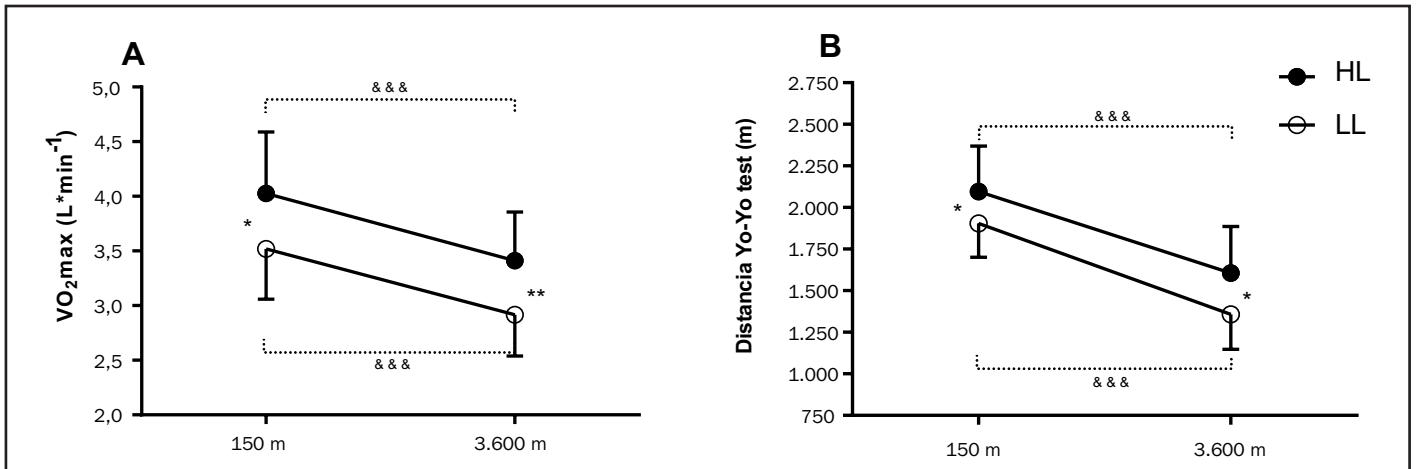 A
VO₂max (L*min⁻¹)
5,0
4,5
4,0
3,5
3,0
2,5
2,0
&&&
*
**
&&&
150 m
3.600 m
B
Distancia Yo-Yo test (m)
2.750
2.500
2.250
2.000
1.750
1.500
1.250
1.000
750
&&&
*
*
&&&
150 m
3.600 m
HL
LL